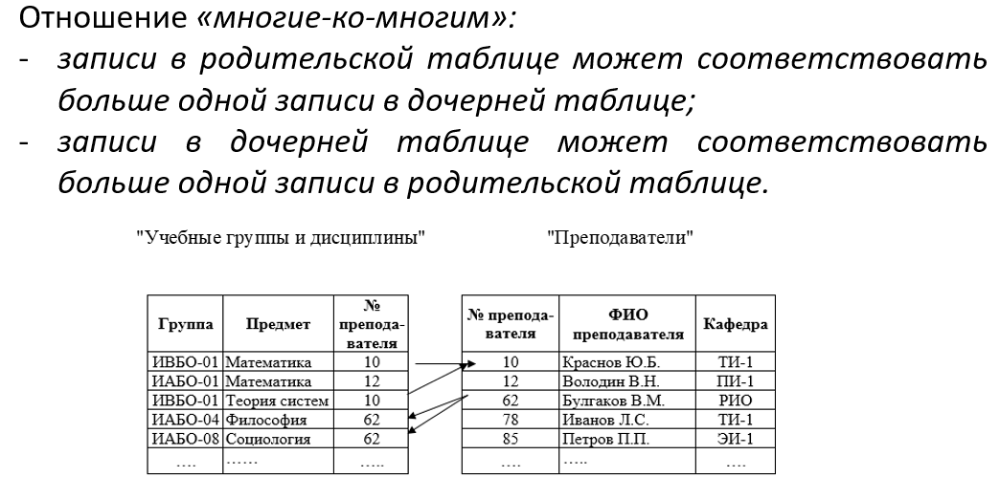 Отношение «многие-ко-многим»:
- записи в родительской таблице может соответствовать
больше одной записи в дочерней таблице;
- записи в дочерней таблице может соответствовать
больше одной записи в родительской таблице.
"Учебные группы и дисциплины" "Преподаватели"
Группа Предмет № препода-вателя
ИВБО-01 Математика 10
ИАБО-01 Математика 12
ИВБО-01 Теория систем 10
ИАБО-04 Философия 62
ИАБО-08 Социология 62
.... ...... .....
№ препода-вателя ФИО преподавателя Кафедра
10 Краснов Ю.Б. ТИ-1
12 Володин В.Н. ПИ-1
62 Булгаков В.М. РИО
78 Иванов Л.С. ТИ-1
85 Петров П.П. ЭИ-1
.... ..... ....